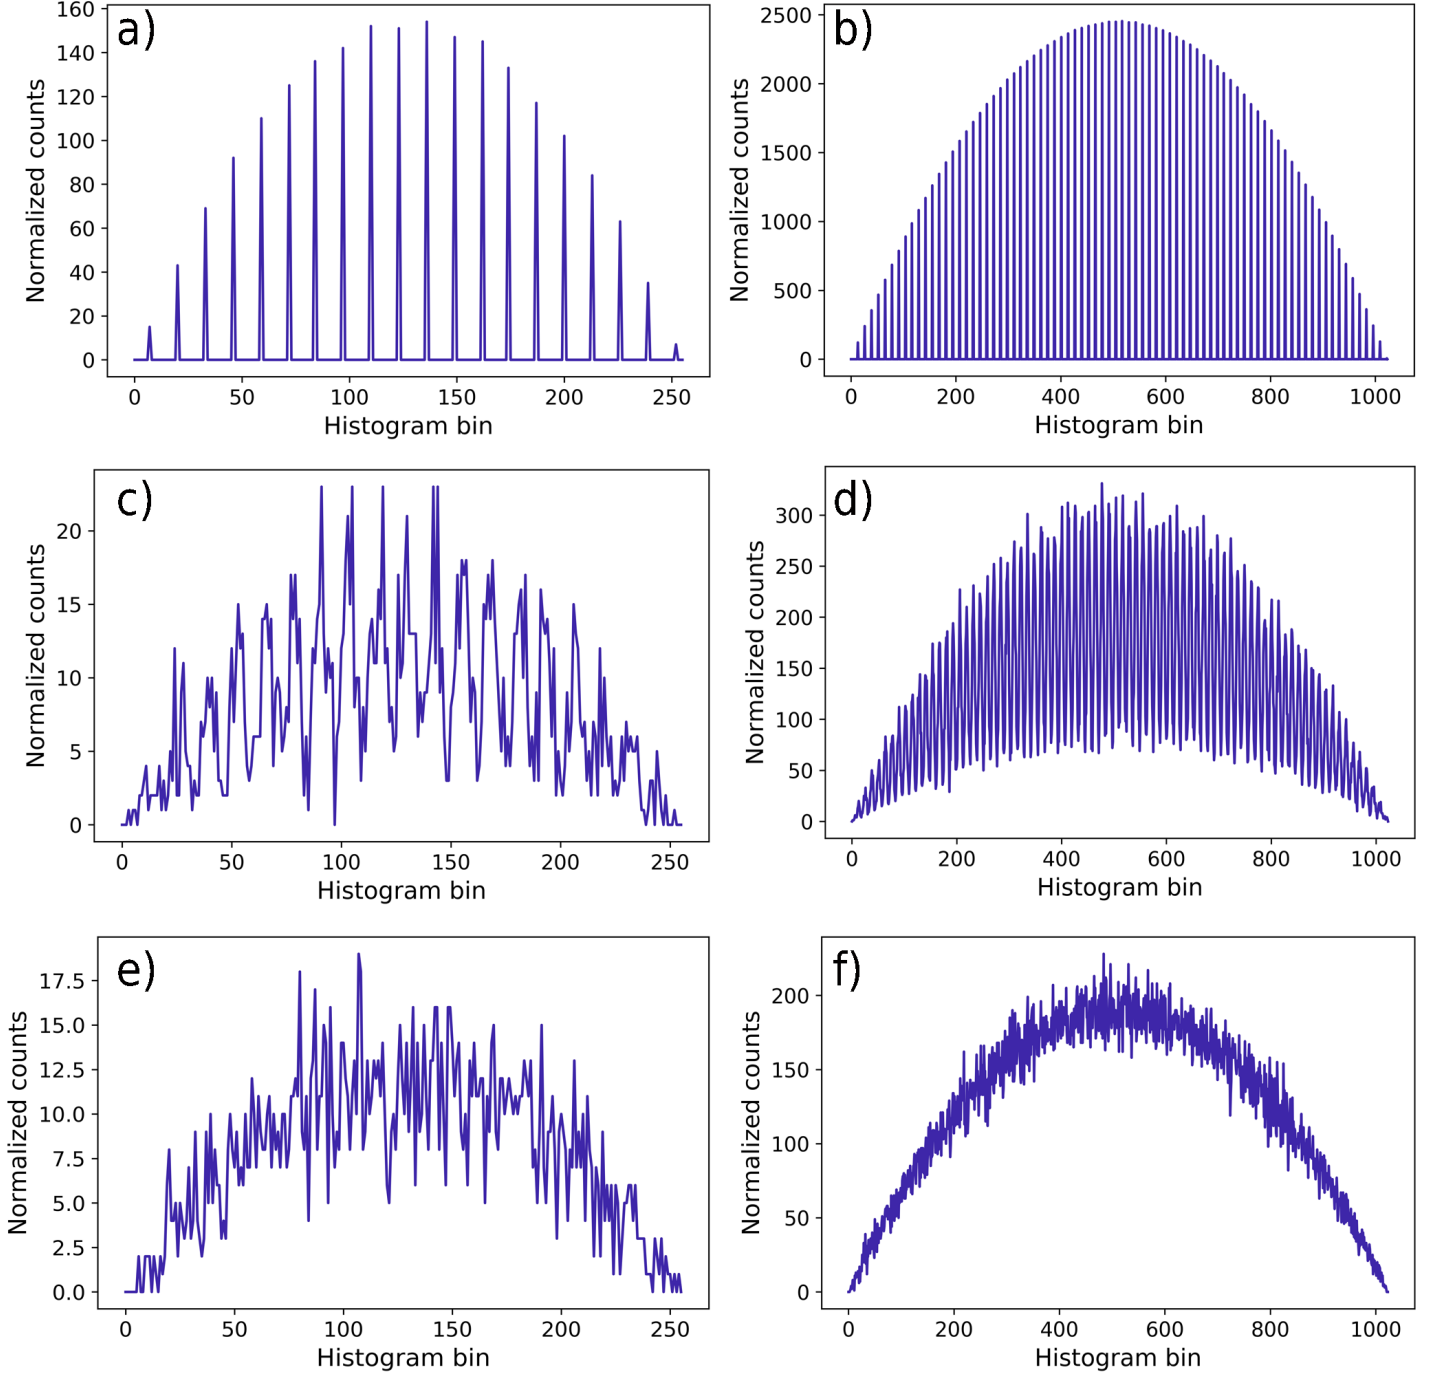 a)
160
140
120
100
80
60
40
20
0
Normalized counts
0 50 100 150 200 250
Histogram bin
b)
2500
2000
1500
1000
500
0
Normalized counts
0 200 400 600 800 1000
Histogram bin
c)
20
15
10
5
0
Normalized counts
0 50 100 150 200 250
Histogram bin
d)
300
250
200
150
100
50
0
Normalized counts
0 200 400 600 800 1000
Histogram bin
e)
17.5
15.0
12.5
10.0
7.5
5.0
2.5
0.0
Normalized counts
0 50 100 150 200 250
Histogram bin
f)
200
150
100
50
0
Normalized counts
0 200 400 600 800 1000
Histogram bin